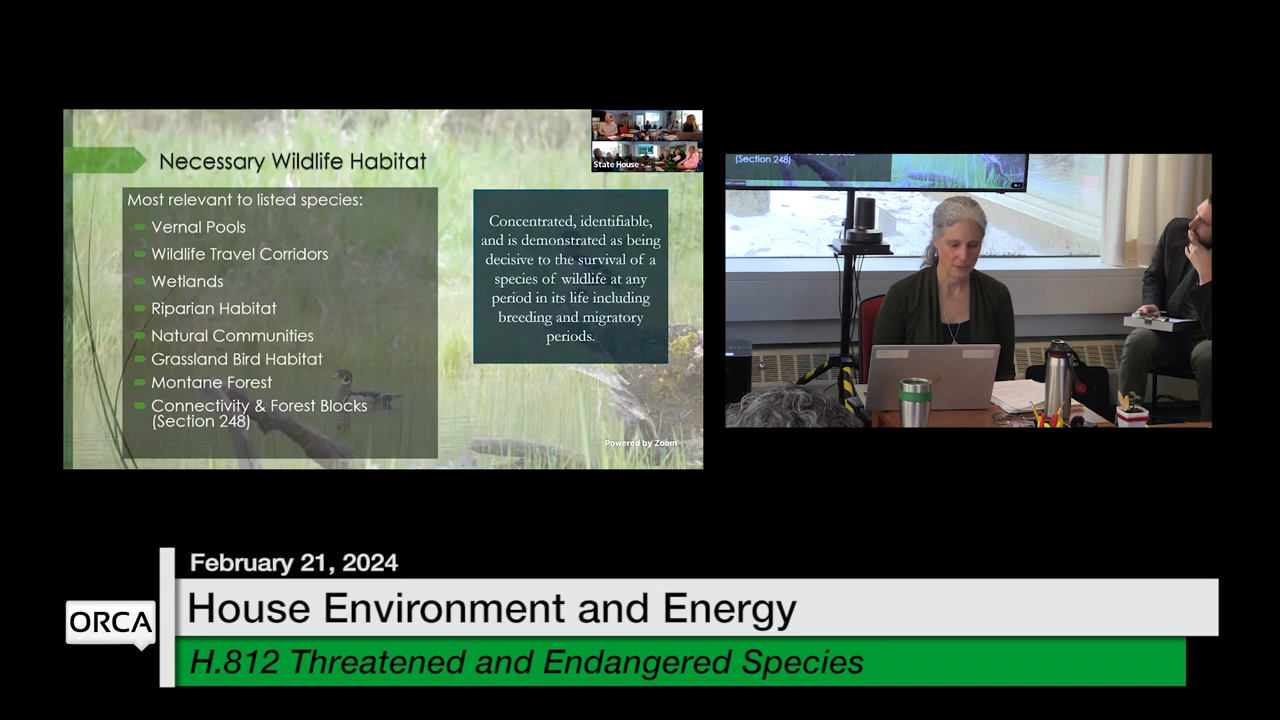 Necessary Wildlife Habitat
State House - ...
Most relevant to listed species:
Vernal Pools
Wildlife Travel Corridors
Wetlands
Riparian Habitat
Natural Communities
Grassland Bird Habitat
Montane Forest
Connectivity & Forest Blocks
(Section 248)
Concentrated, identifiable,
and is demonstrated as being
decisive to the survival of a
species of wildlife at any
period in its life including
breeding and migratory
periods.
Powered by Zoom
(Section 248)
February 21, 2024
House Environment and Energy
ORCA
H.812 Threatened and Endangered Species